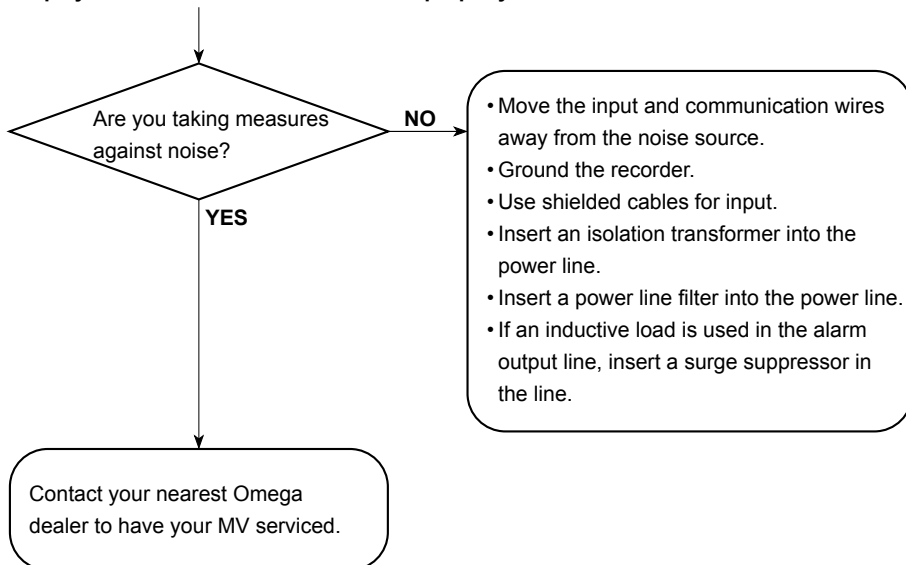 Are you taking measures
against noise?
NO
YES
• Move the input and communication wires
away from the noise source.
• Ground the recorder.
• Use shielded cables for input.
• Insert an isolation transformer into the
power line.
• Insert a power line filter into the power line.
• If an inductive load is used in the alarm
output line, insert a surge suppressor in
the line.
Contact your nearest Omega
dealer to have your MV serviced.